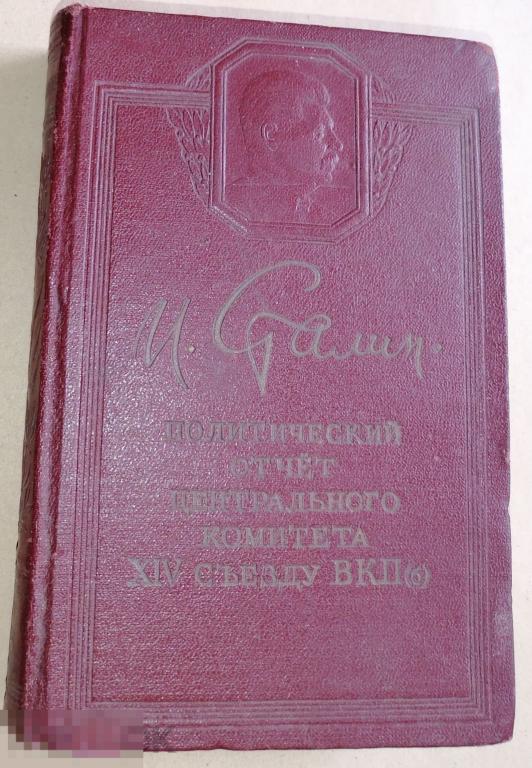 И. Сталин.
ПОЛИТИЧЕСКИЙ
ОТЧЁТ
ЦЕНТРАЛЬНОГО
КОМИТЕТА
XIV СЪЕЗДУ ВКП(б)